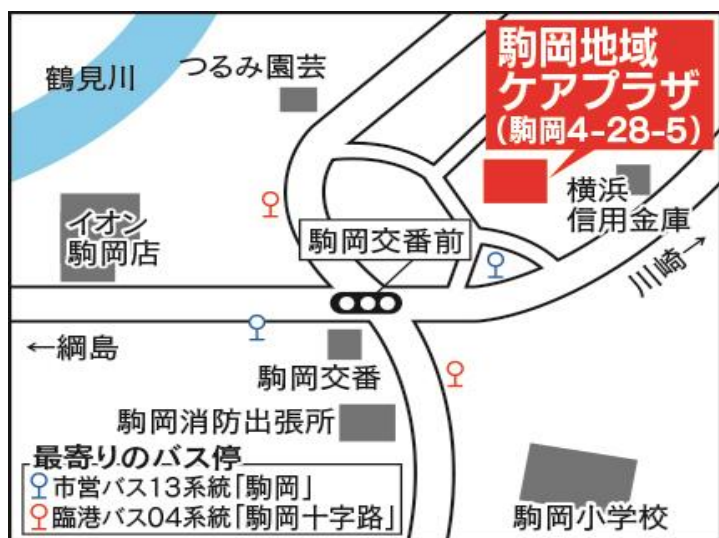 鶴見川
つるみ園芸
駒岡地域
ケアプラザ
(駒岡4-28-5)
イオン
駒岡店
横浜
信用金庫
駒岡交番前
川崎→
←綱島
駒岡交番
駒岡消防出張所
最寄りのバス停
市営バス13系統「駒岡」
臨港バス04系統「駒岡十字路」
駒岡小学校